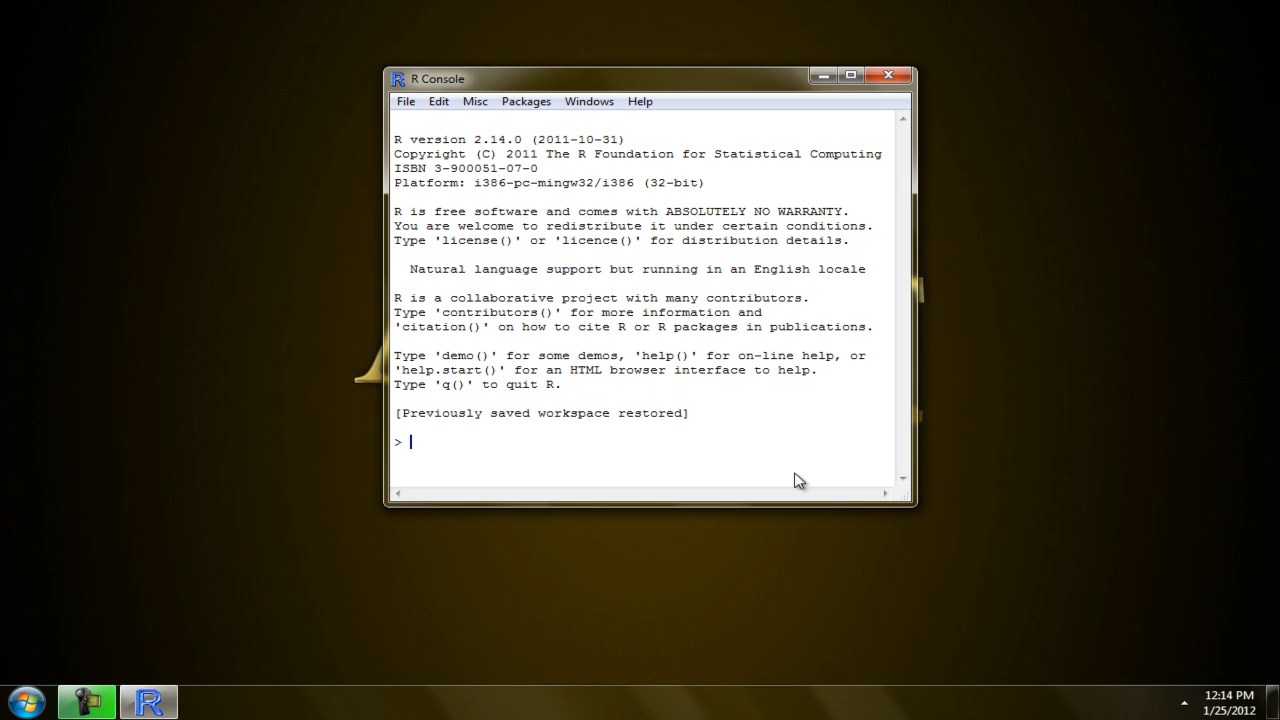 R Console
File Edit Misc Packages Windows Help
R version 2.14.0 (2011-10-31)
Copyright (C) 2011 The R Foundation for Statistical Computing
ISBN 3-900051-07-0
Platform: i386-pc-mingw32/i386 (32-bit)
R is free software and comes with ABSOLUTELY NO WARRANTY.
You are welcome to redistribute it under certain conditions.
Type 'license()' or 'licence()' for distribution details.
Natural language support but running in an English locale
R is a collaborative project with many contributors.
Type 'contributors()' for more information and
'citation()' on how to cite R or R packages in publications.
Type 'demo()' for some demos, 'help()' for on-line help, or
'help.start()' for an HTML browser interface to help.
Type 'q()' to quit R.
[Previously saved workspace restored]
>
12:14 PM
1/25/2012